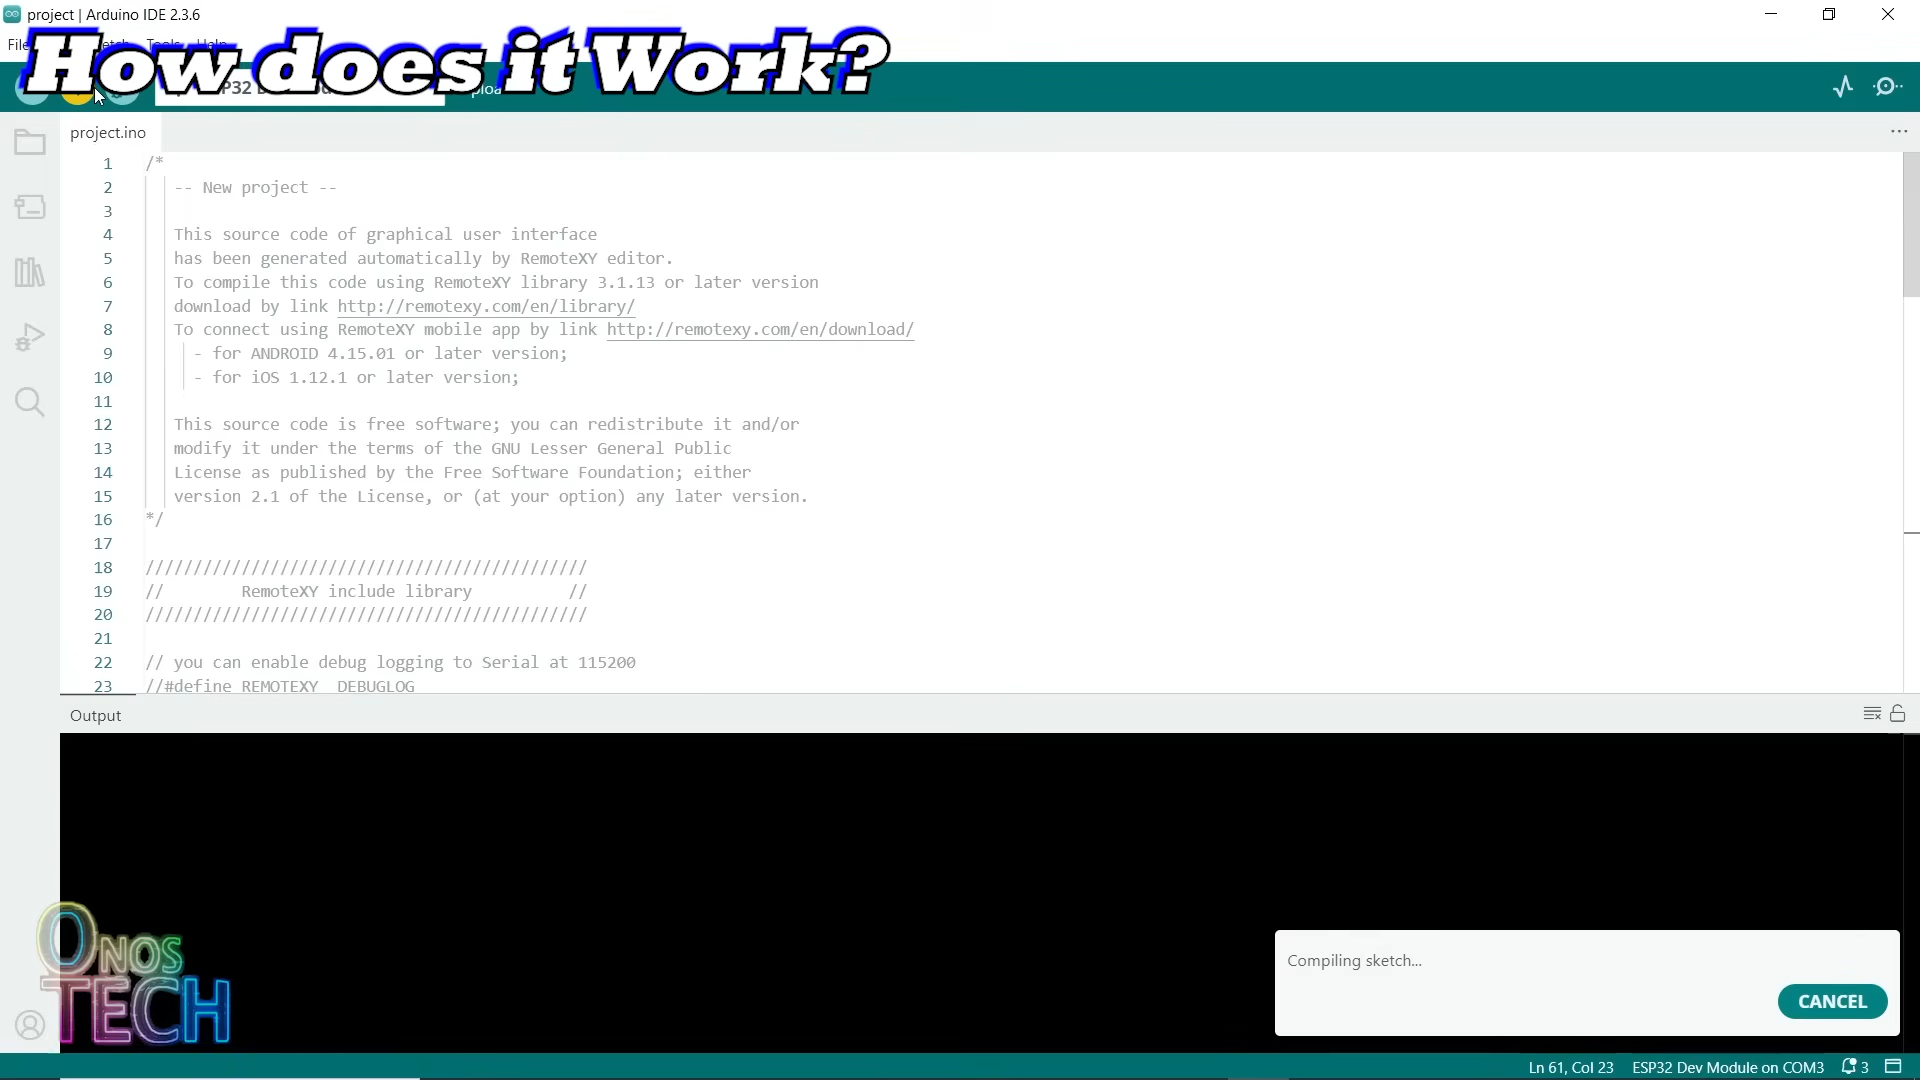 project | Arduino IDE 2.3.6
How does it Work?
project.ino
1 /*
2 -- New project --
3
4 This source code of graphical user interface
5 has been generated automatically by RemoteXY editor.
6 To compile this code using RemoteXY library 3.1.13 or later version
7 download by link http://remotexy.com/en/library/
8 To connect using RemoteXY mobile app by link http://remotexy.com/en/download/
9 - for ANDROID 4.15.01 or later version;
10 - for iOS 1.12.1 or later version;
11
12 This source code is free software; you can redistribute it and/or
13 modify it under the terms of the GNU Lesser General Public
14 License as published by the Free Software Foundation; either
15 version 2.1 of the License, or (at your option) any later version.
16 */
17
18 //////////////////////////////////////////////
19 // RemoteXY include library //
20 //////////////////////////////////////////////
21
22 // you can enable debug logging to Serial at 115200
23 //#define REMOTEXY__DEBUGLOG
Output
Compiling sketch...
CANCEL
ONOS
TECH
Ln 61, Col 23 ESP32 Dev Module on COM3 3